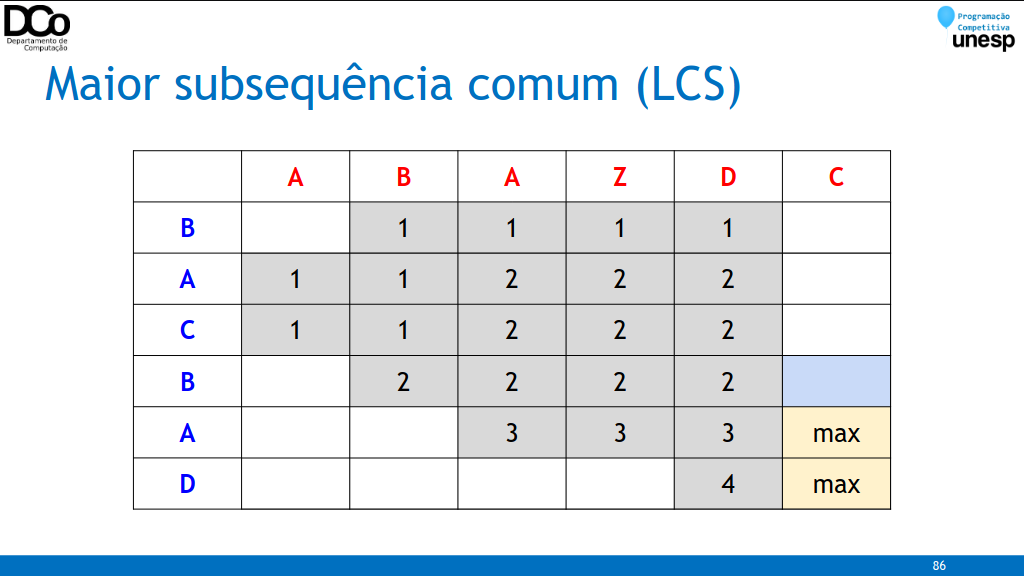 DCo
Departamento de
Computação
Programação
Competitiva
unesp
Maior subsequência comum (LCS)
A B A Z D C
B 1 1 1 1
A 1 1 2 2 2
C 1 1 2 2 2
B 2 2 2 2
A 3 3 3 max
D 4 max
86